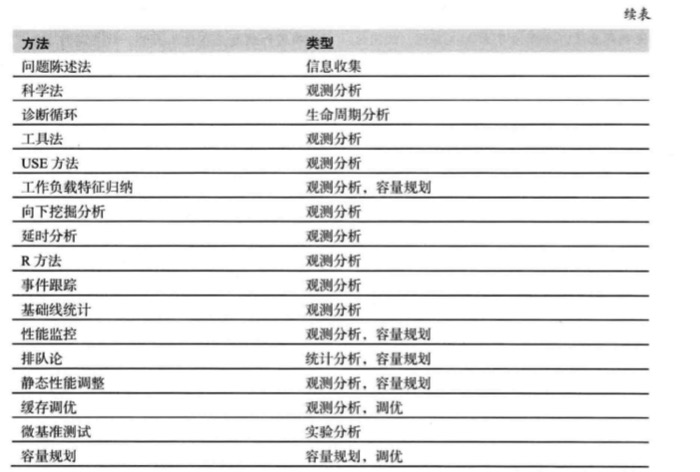 续表
方法 类型
问题陈述法 信息收集
科学法 观测分析
诊断循环 生命周期分析
工具法 观测分析
USE 方法 观测分析
工作负载特征归纳 观测分析，容量规划
向下挖掘分析 观测分析
延时分析 观测分析
R 方法 观测分析
事件跟踪 观测分析
基础线统计 观测分析
性能监控 观测分析，容量规划
排队论 统计分析，容量规划
静态性能调整 观测分析，容量规划
缓存调优 观测分析，调优
微基准测试 实验分析
容量规划 容量规划，调优